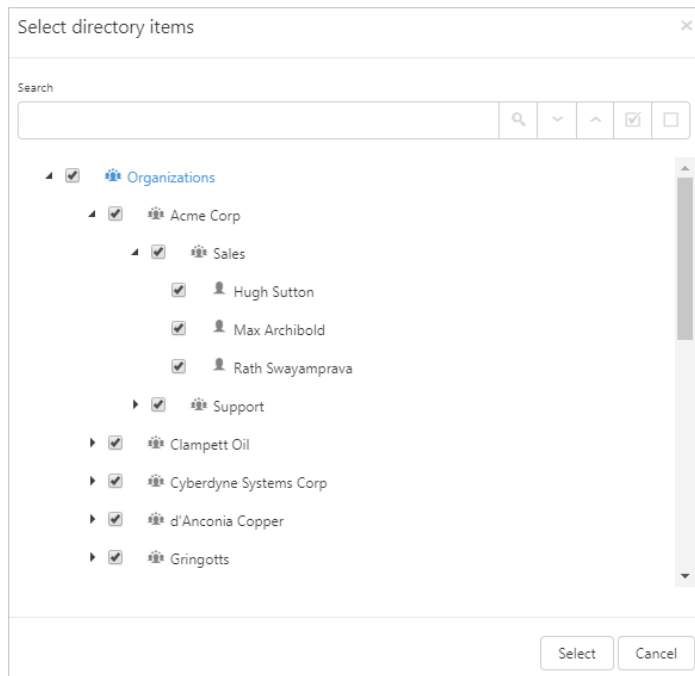 Select directory items
Search
Organizations
Acme Corp
Sales
Hugh Sutton
Max Archibold
Rath Swayamprava
Support
Clampett Oil
Cyberdyne Systems Corp
d'Anconia Copper
Gringotts
Select Cancel